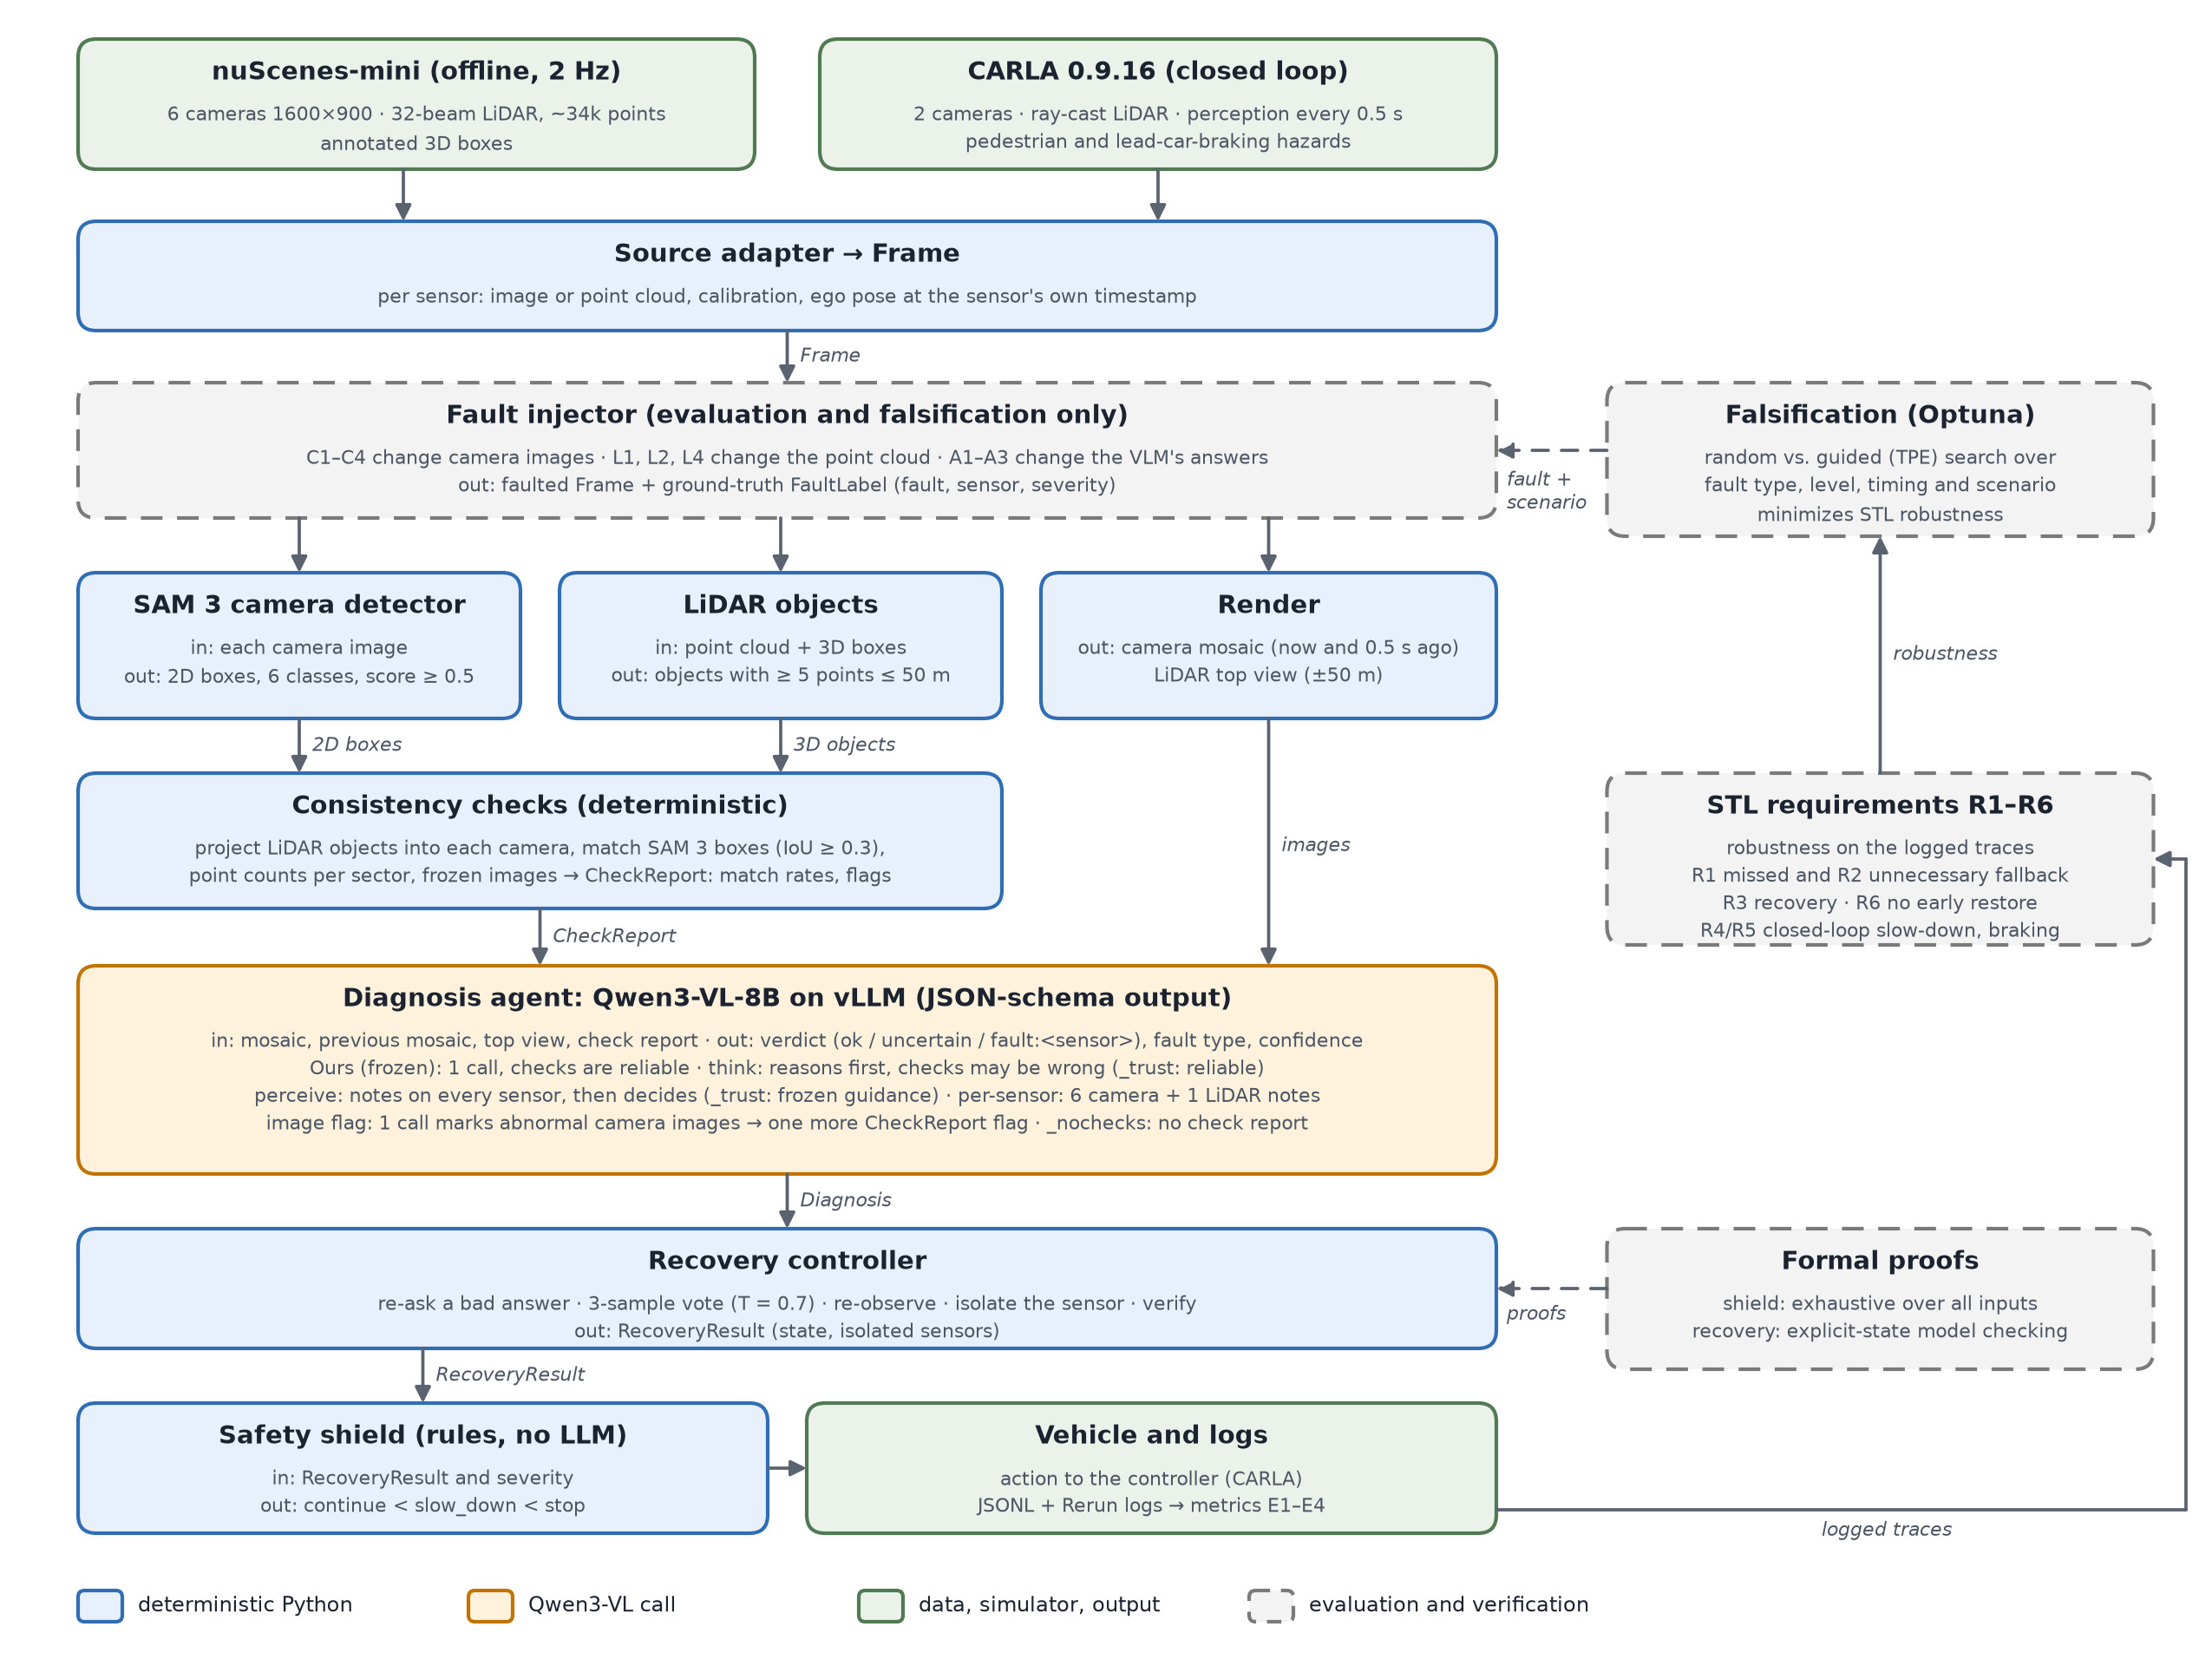 nuScenes-mini (offline, 2 Hz)
6 cameras 1600×900 · 32-beam LiDAR, ~34k points
annotated 3D boxes
CARLA 0.9.16 (closed loop)
2 cameras · ray-cast LiDAR · perception every 0.5 s
pedestrian and lead-car-braking hazards
Source adapter → Frame
per sensor: image or point cloud, calibration, ego pose at the sensor's own timestamp
Frame
Fault injector (evaluation and falsification only)
C1–C4 change camera images · L1, L2, L4 change the point cloud · A1–A3 change the VLM's answers
out: faulted Frame + ground-truth FaultLabel (fault, sensor, severity)
fault +
scenario
Falsification (Optuna)
random vs. guided (TPE) search over
fault type, level, timing and scenario
minimizes STL robustness
SAM 3 camera detector
in: each camera image
out: 2D boxes, 6 classes, score ≥ 0.5
LiDAR objects
in: point cloud + 3D boxes
out: objects with ≥ 5 points ≤ 50 m
Render
out: camera mosaic (now and 0.5 s ago)
LiDAR top view (±50 m)
robustness
2D boxes
3D objects
Consistency checks (deterministic)
project LiDAR objects into each camera, match SAM 3 boxes (IoU ≥ 0.3),
point counts per sector, frozen images → CheckReport: match rates, flags
images
STL requirements R1–R6
robustness on the logged traces
R1 missed and R2 unnecessary fallback
R3 recovery · R6 no early restore
R4/R5 closed-loop slow-down, braking
CheckReport
Diagnosis agent: Qwen3-VL-8B on vLLM (JSON-schema output)
in: mosaic, previous mosaic, top view, check report · out: verdict (ok / uncertain / fault:<sensor>), fault type, confidence
Ours (frozen): 1 call, checks are reliable · think: reasons first, checks may be wrong (_trust: reliable)
perceive: notes on every sensor, then decides (_trust: frozen guidance) · per-sensor: 6 camera + 1 LiDAR notes
image flag: 1 call marks abnormal camera images → one more CheckReport flag · _nochecks: no check report
Diagnosis
Recovery controller
re-ask a bad answer · 3-sample vote (T = 0.7) · re-observe · isolate the sensor · verify
out: RecoveryResult (state, isolated sensors)
proofs
Formal proofs
shield: exhaustive over all inputs
recovery: explicit-state model checking
RecoveryResult
Safety shield (rules, no LLM)
in: RecoveryResult and severity
out: continue < slow_down < stop
Vehicle and logs
action to the controller (CARLA)
JSONL + Rerun logs → metrics E1–E4
logged traces
deterministic Python
Qwen3-VL call
data, simulator, output
evaluation and verification